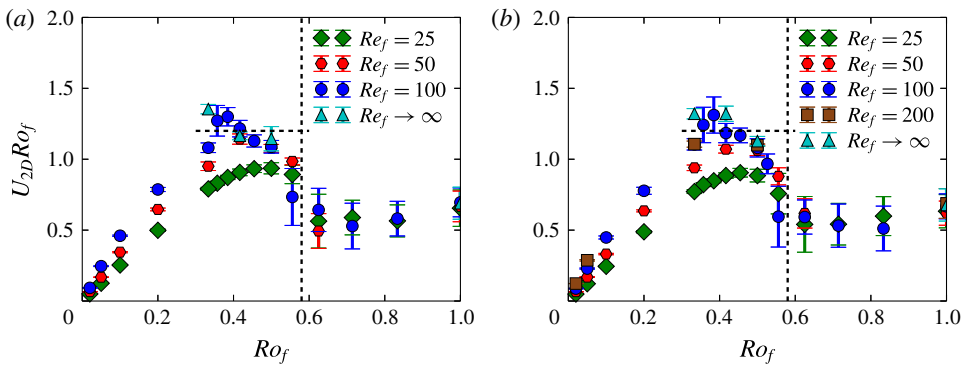 (a)
2.0
1.5
1.0
0.5
0
0.2
0.4
0.6
0.8
1.0
U_{2D}Ro_f
Ro_f
Re_f = 25
Re_f = 50
Re_f = 100
Re_f → ∞
(b)
2.0
1.5
1.0
0.5
0
0.2
0.4
0.6
0.8
1.0
Ro_f
Re_f = 25
Re_f = 50
Re_f = 100
Re_f = 200
Re_f → ∞